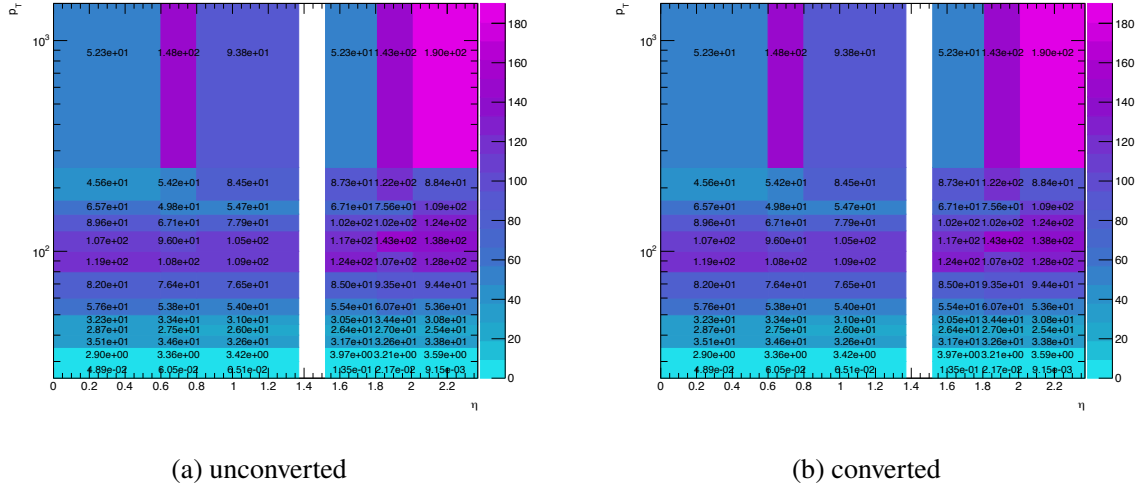 p_T
10³
10²
5.23e+01 1.48e+02 9.38e+01 5.23e+01 1.43e+02 1.90e+02
4.56e+01 5.42e+01 8.45e+01 8.73e+01 1.22e+02 8.84e+01
6.57e+01 4.98e+01 5.47e+01 6.71e+01 7.56e+01 1.09e+02
8.96e+01 6.71e+01 7.79e+01 1.02e+02 1.02e+02 1.24e+02
1.07e+02 9.60e+01 1.05e+02 1.17e+02 1.43e+02 1.38e+02
1.19e+02 1.08e+02 1.09e+02 1.24e+02 1.07e+02 1.28e+02
8.20e+01 7.64e+01 7.65e+01 8.50e+01 9.35e+01 9.44e+01
5.76e+01 5.38e+01 5.40e+01 5.54e+01 6.07e+01 5.36e+01
3.23e+01 3.34e+01 3.10e+01 3.05e+01 3.44e+01 3.08e+01
2.87e+01 2.75e+01 2.60e+01 2.64e+01 2.70e+01 2.54e+01
3.51e+01 3.46e+01 3.26e+01 3.17e+01 3.26e+01 3.38e+01
2.90e+00 3.36e+00 3.42e+00 3.97e+00 3.21e+00 3.59e+00
4.89e-02 6.05e-02 6.51e-02 1.35e-01 2.17e-02 9.15e-03
0 0.2 0.4 0.6 0.8 1 1.2 1.4 1.6 1.8 2 2.2
η
180
160
140
120
100
80
60
40
20
0
(a) unconverted
p_T
10³
10²
5.23e+01 1.48e+02 9.38e+01 5.23e+01 1.43e+02 1.90e+02
4.56e+01 5.42e+01 8.45e+01 8.73e+01 1.22e+02 8.84e+01
6.57e+01 4.98e+01 5.47e+01 6.71e+01 7.56e+01 1.09e+02
8.96e+01 6.71e+01 7.79e+01 1.02e+02 1.02e+02 1.24e+02
1.07e+02 9.60e+01 1.05e+02 1.17e+02 1.43e+02 1.38e+02
1.19e+02 1.08e+02 1.09e+02 1.24e+02 1.07e+02 1.28e+02
8.20e+01 7.64e+01 7.65e+01 8.50e+01 9.35e+01 9.44e+01
5.76e+01 5.38e+01 5.40e+01 5.54e+01 6.07e+01 5.36e+01
3.23e+01 3.34e+01 3.10e+01 3.05e+01 3.44e+01 3.08e+01
2.87e+01 2.75e+01 2.60e+01 2.64e+01 2.70e+01 2.54e+01
3.51e+01 3.46e+01 3.26e+01 3.17e+01 3.26e+01 3.38e+01
2.90e+00 3.36e+00 3.42e+00 3.97e+00 3.21e+00 3.59e+00
4.89e-02 6.05e-02 6.51e-02 1.35e-01 2.17e-02 9.15e-03
0 0.2 0.4 0.6 0.8 1 1.2 1.4 1.6 1.8 2 2.2
η
180
160
140
120
100
80
60
40
20
0
(b) converted